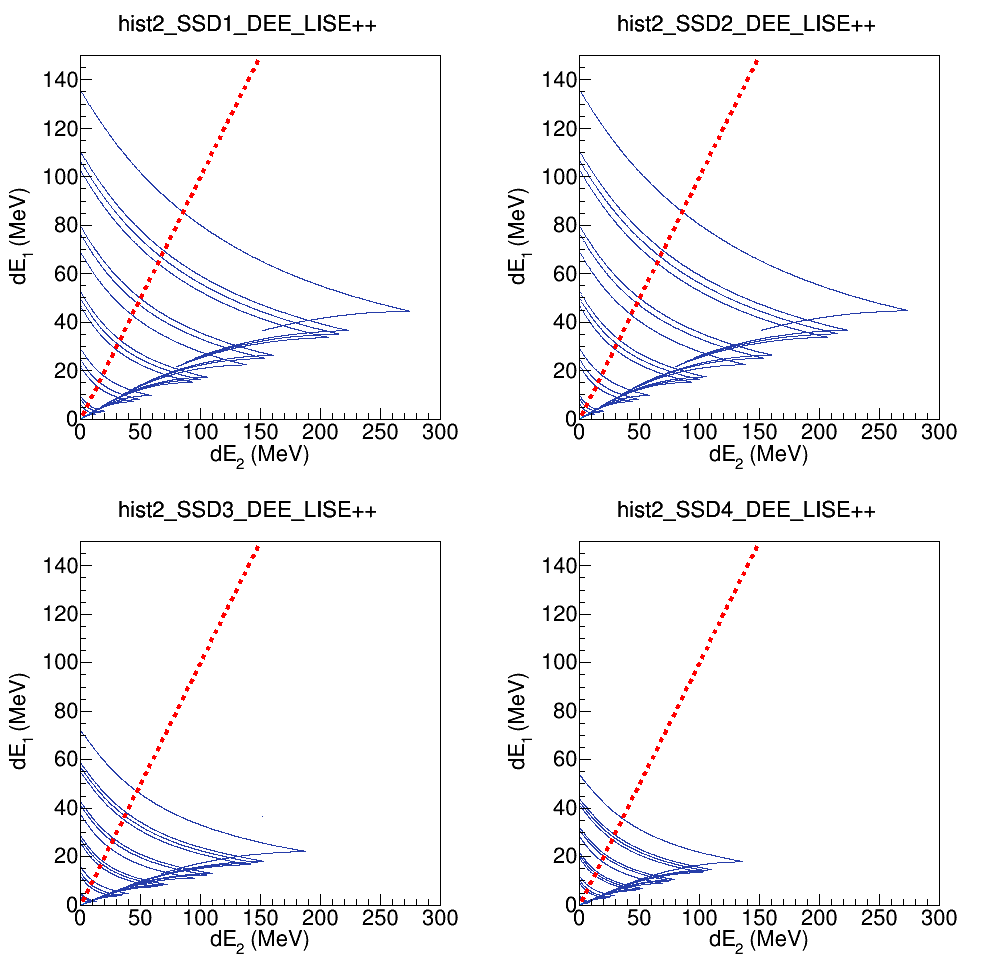 hist2_SSD1_DEE_LISE++
dE₁ (MeV)
140
120
100
80
60
40
20
0
0 50 100 150 200 250 300
dE₂ (MeV)
hist2_SSD2_DEE_LISE++
dE₁ (MeV)
140
120
100
80
60
40
20
0
0 50 100 150 200 250 300
dE₂ (MeV)
hist2_SSD3_DEE_LISE++
dE₁ (MeV)
140
120
100
80
60
40
20
0
0 50 100 150 200 250 300
dE₂ (MeV)
hist2_SSD4_DEE_LISE++
dE₁ (MeV)
140
120
100
80
60
40
20
0
0 50 100 150 200 250 300
dE₂ (MeV)